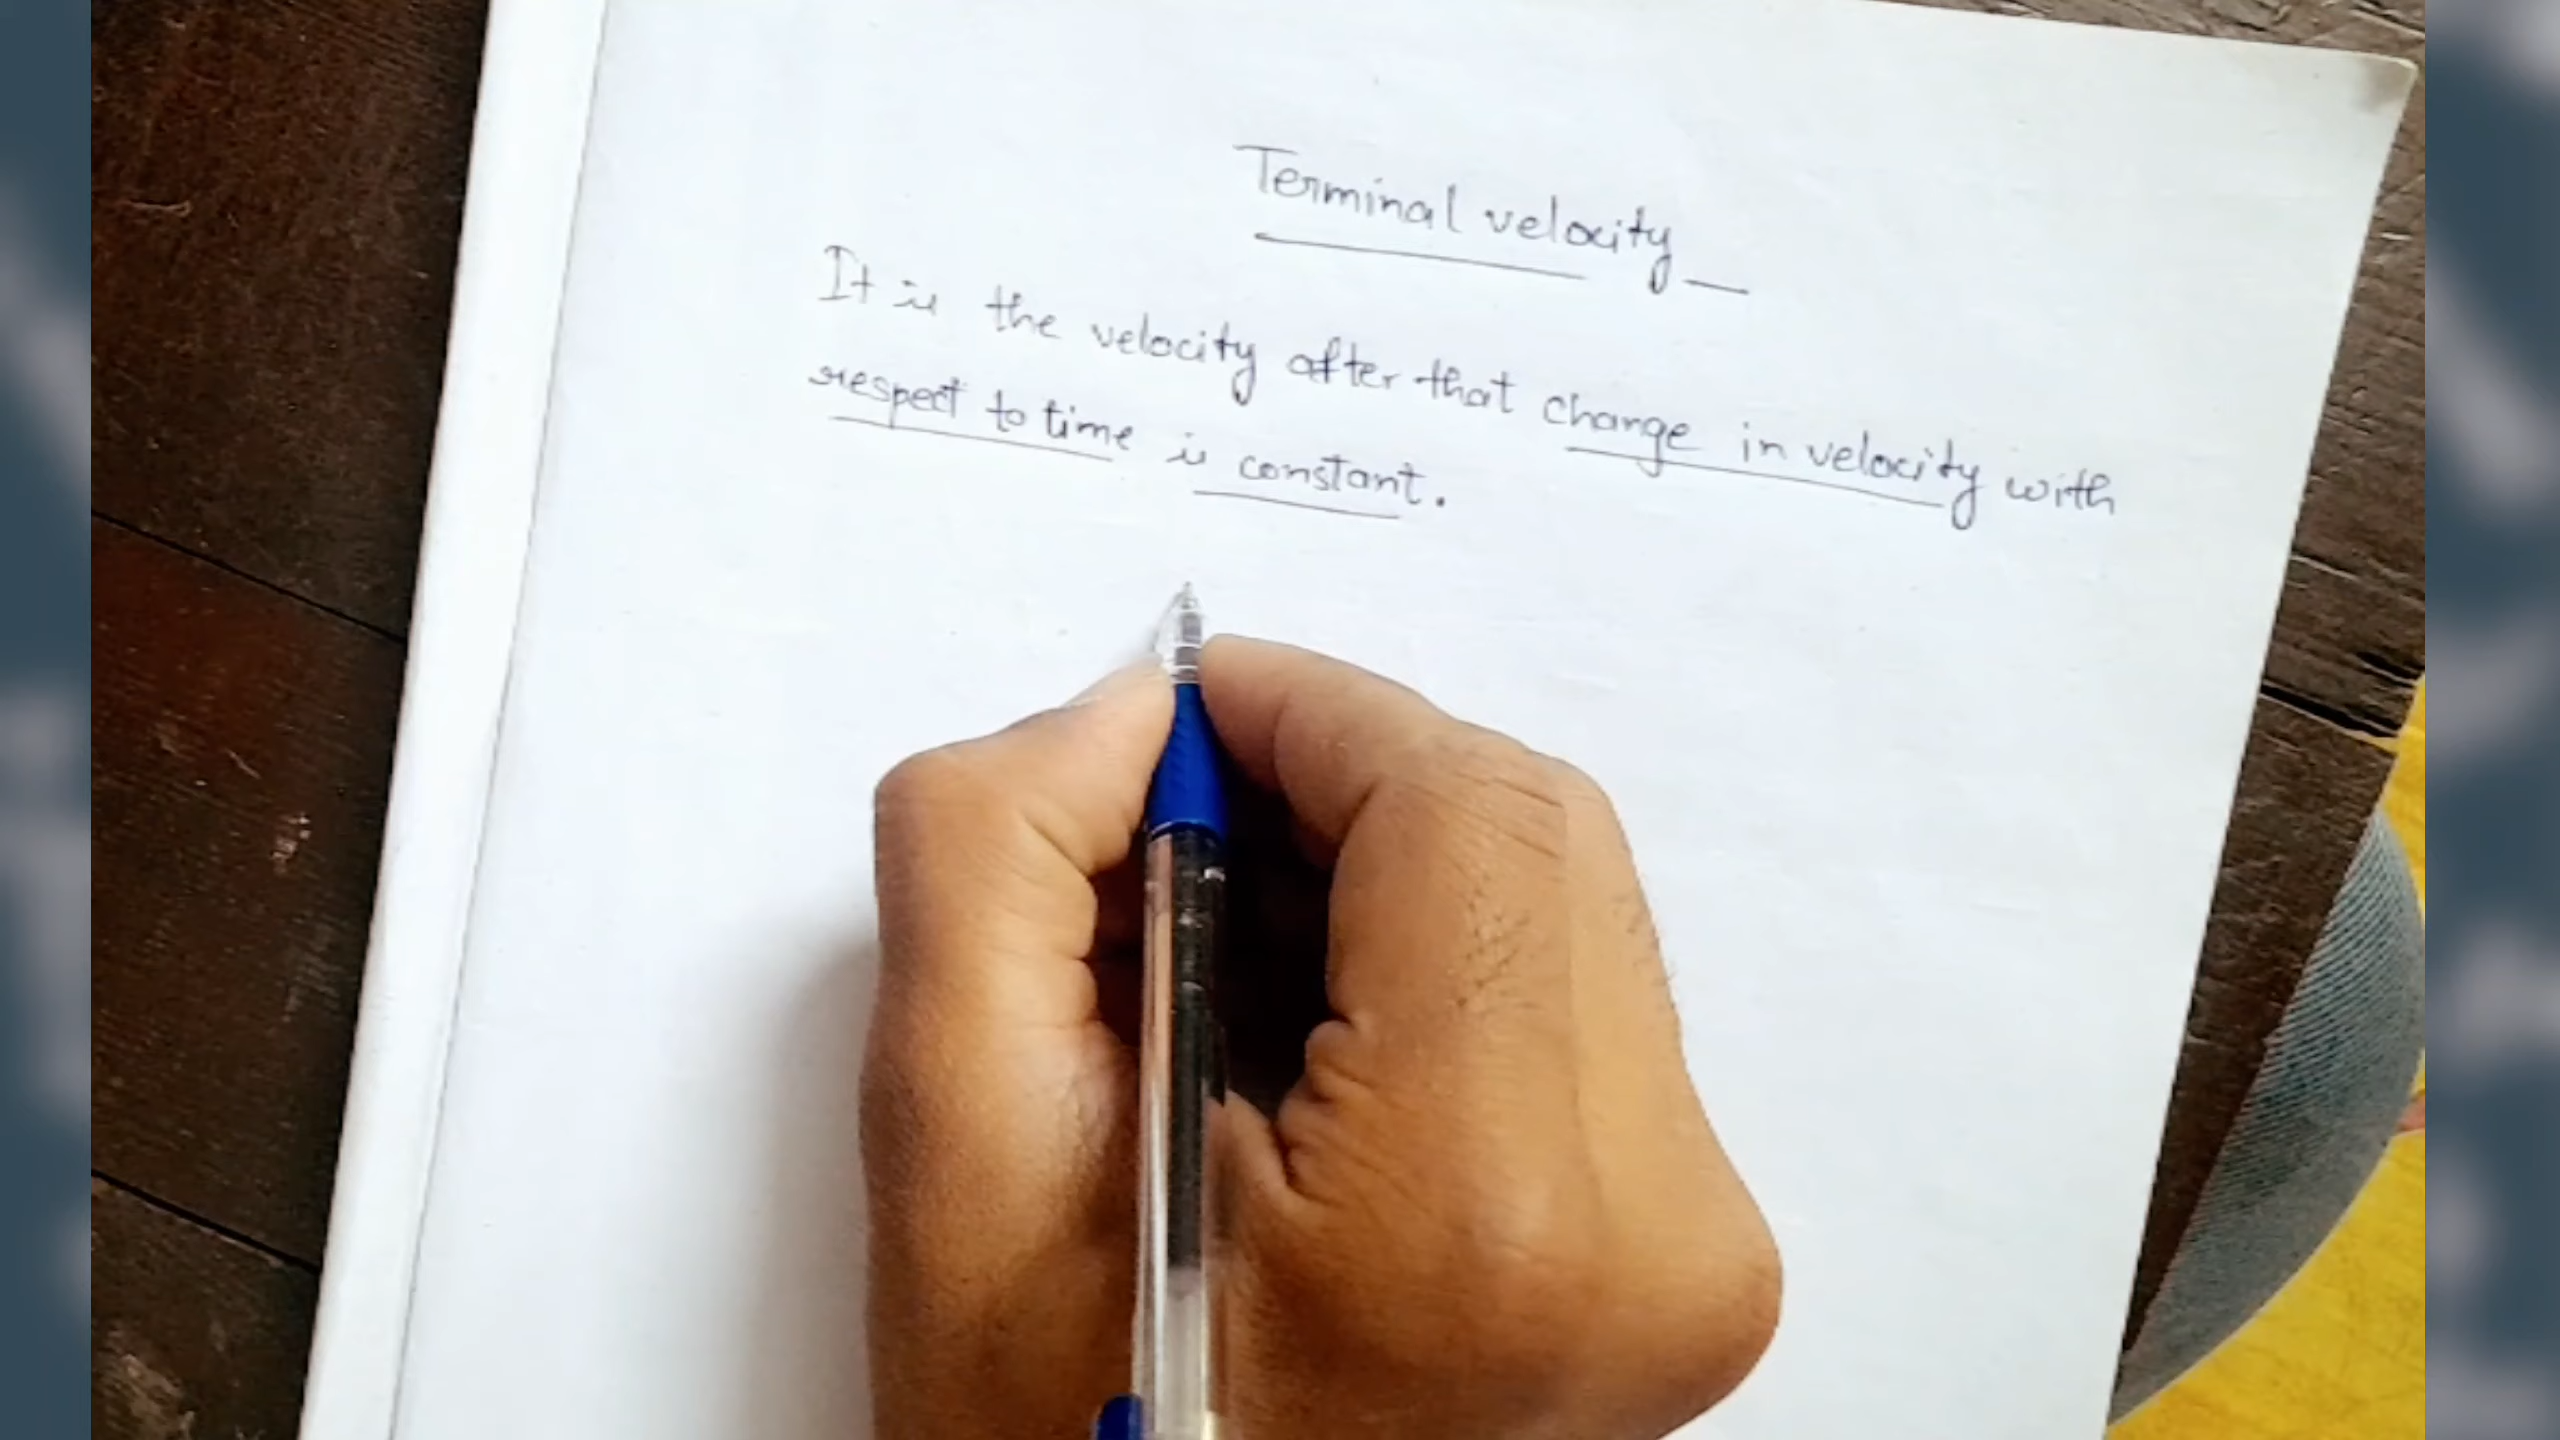 Terminal velocity
It is the velocity after that change in velocity with
respect to time is constant.